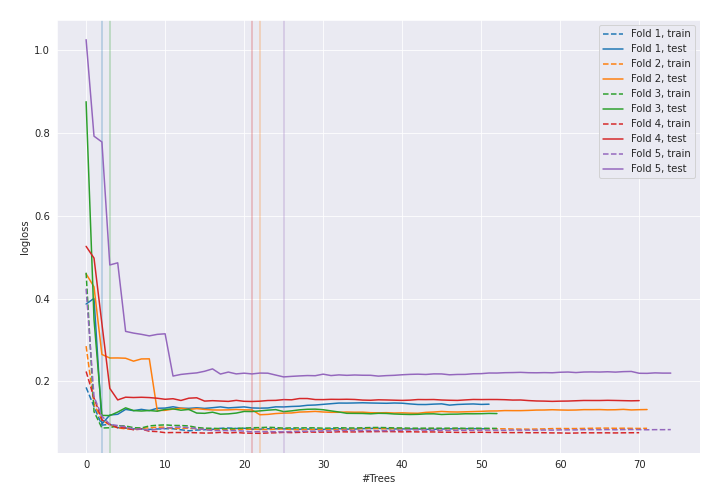 1.0
0.8
0.6
0.4
0.2
logloss
0 10 20 30 40 50 60 70
#Trees
Fold 1, train
Fold 1, test
Fold 2, train
Fold 2, test
Fold 3, train
Fold 3, test
Fold 4, train
Fold 4, test
Fold 5, train
Fold 5, test